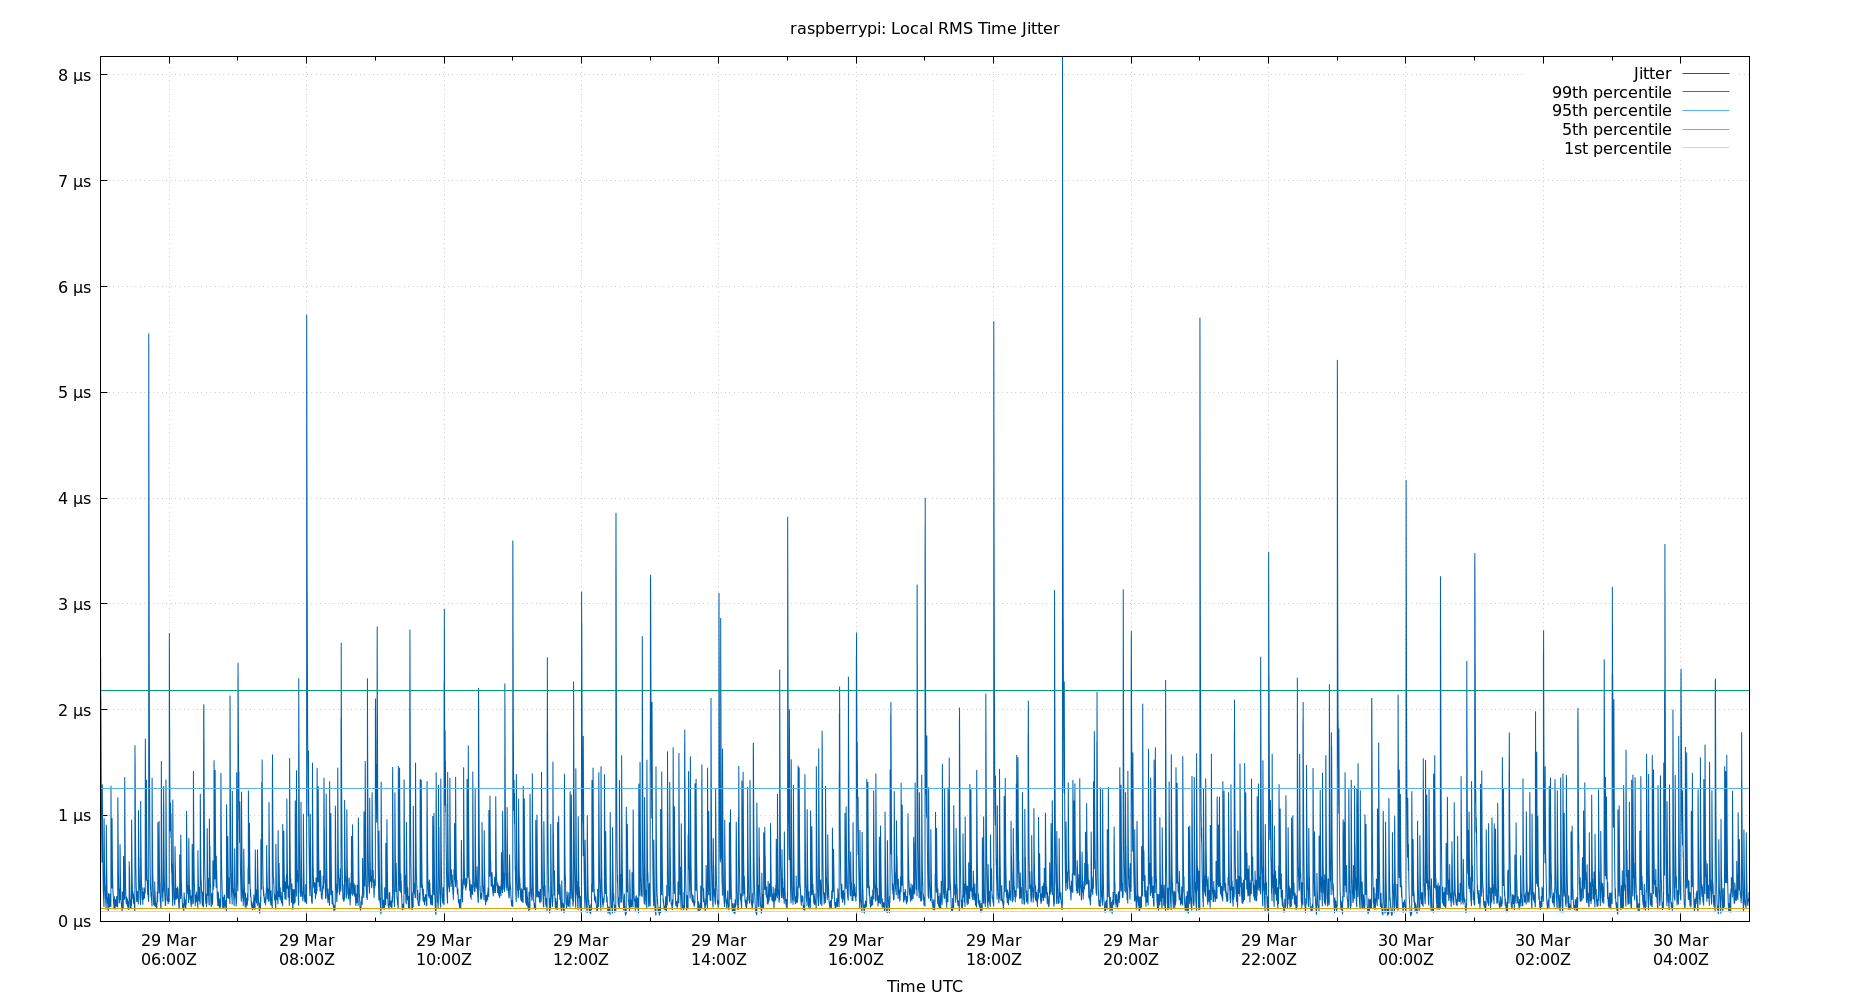 raspberrypi: Local RMS Time Jitter
Jitter
99th percentile
95th percentile
5th percentile
1st percentile
8 µs
7 µs
6 µs
5 µs
4 µs
3 µs
2 µs
1 µs
0 µs
29 Mar 29 Mar 29 Mar 29 Mar 29 Mar 29 Mar 29 Mar 29 Mar 29 Mar 30 Mar 30 Mar 30 Mar
06:00Z 08:00Z 10:00Z 12:00Z 14:00Z 16:00Z 18:00Z 20:00Z 22:00Z 00:00Z 02:00Z 04:00Z
Time UTC